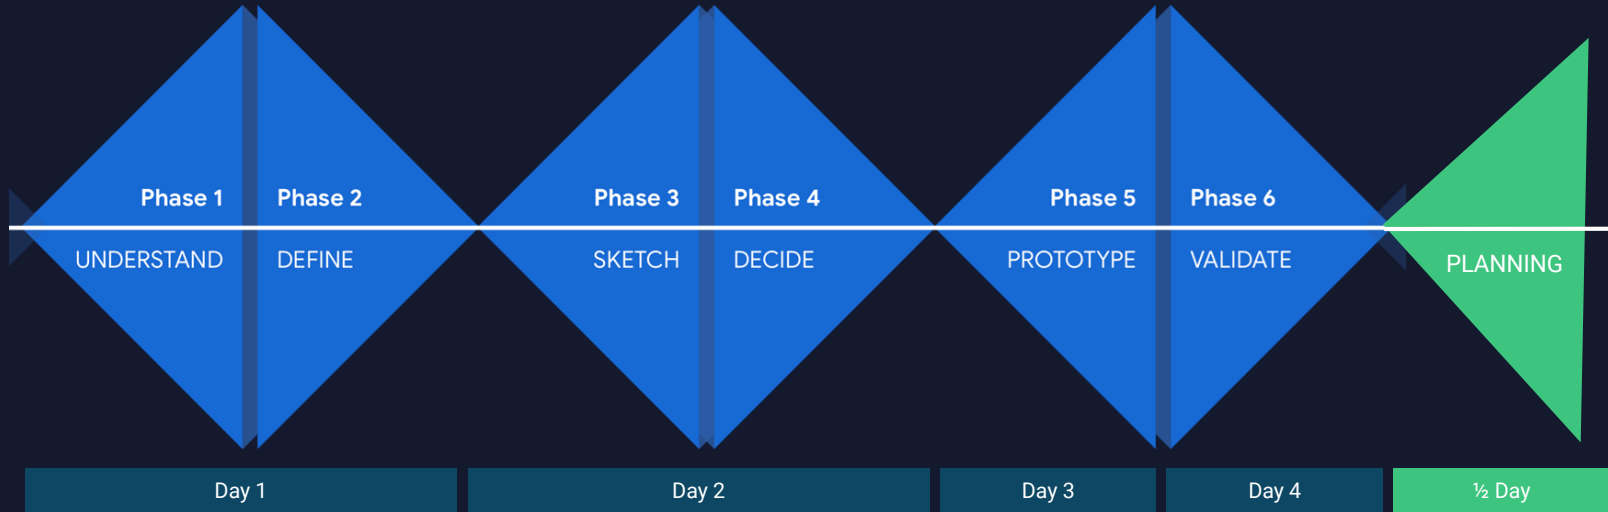 Phase 1
Phase 2
Phase 3
Phase 4
Phase 5
Phase 6
UNDERSTAND
DEFINE
SKETCH
DECIDE
PROTOTYPE
VALIDATE
PLANNING
Day 1
Day 2
Day 3
Day 4
½ Day